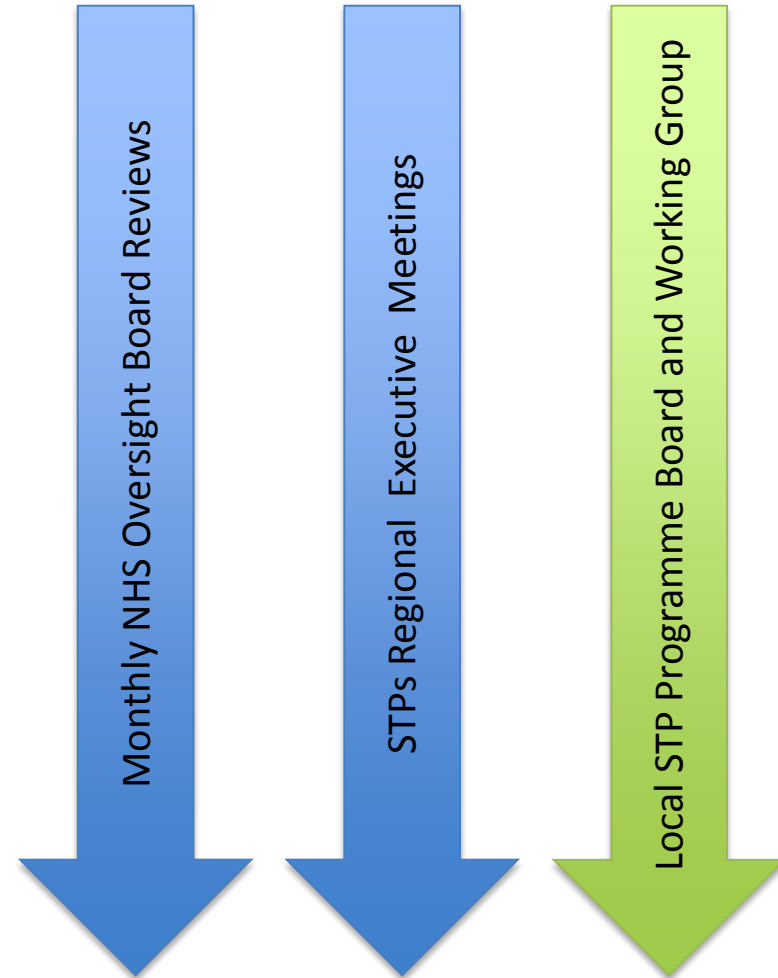 Monthly NHS Oversight Board Reviews
STPs Regional Executive Meetings
Local STP Programme Board and Working Group